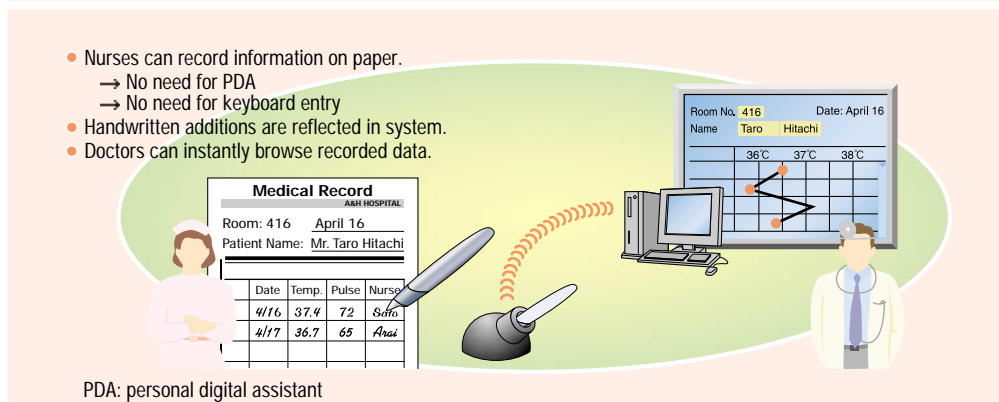 ● Nurses can record information on paper.
→ No need for PDA
→ No need for keyboard entry
● Handwritten additions are reflected in system.
● Doctors can instantly browse recorded data.
Medical Record
A&H HOSPITAL
Room: 416 April 16
Patient Name: Mr. Taro Hitachi
Date Temp. Pulse Nurse
4/16 37.4 72 Sato
4/17 36.7 65 Arai
Room No. 416 Date: April 16
Name Taro Hitachi
36℃ 37℃ 38℃
PDA: personal digital assistant